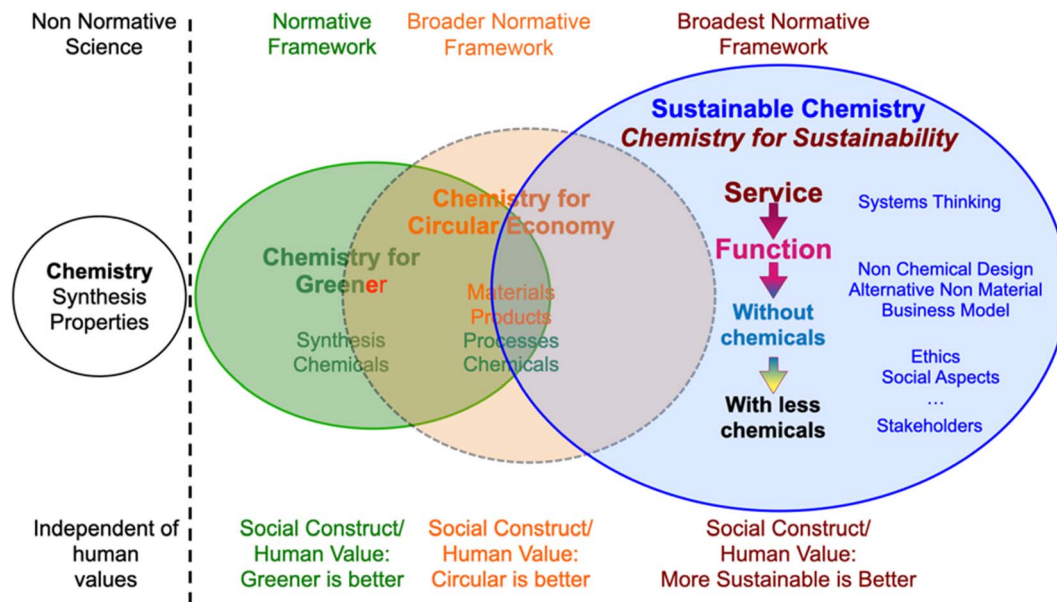 Non Normative
Science
Normative
Framework
Broader Normative
Framework
Broadest Normative
Framework
Chemistry
Synthesis
Properties
Chemistry for
Greener
Synthesis
Chemicals
Chemistry for
Circular Economy
Materials
Products
Processes
Chemicals
Sustainable Chemistry
Chemistry for Sustainability
Service
Function
Without
chemicals
With less
chemicals
Systems Thinking
Non Chemical Design
Alternative Non Material
Business Model
Ethics
Social Aspects
...
Stakeholders
Independent of
human
values
Social Construct/
Human Value:
Greener is better
Social Construct/
Human Value:
Circular is better
Social Construct/
Human Value:
More Sustainable is Better